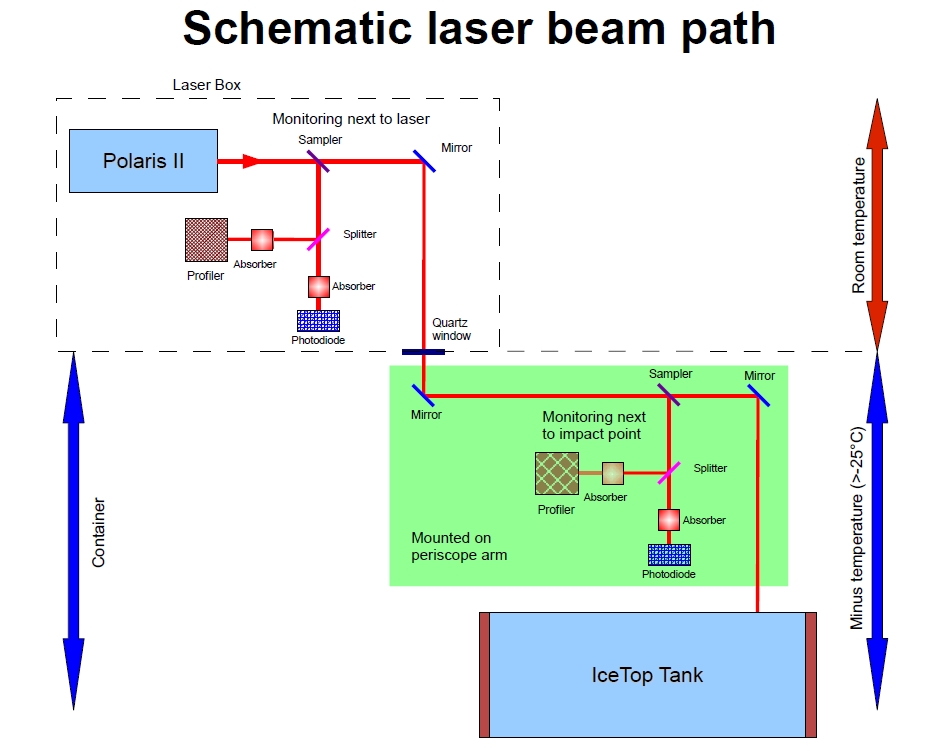 Schematic laser beam path
Laser Box
Monitoring next to laser
Sampler
Mirror
Polaris II
Splitter
Profiler
Absorber
Absorber
Photodiode
Quartz
window
Room temperature
Sampler
Mirror
Mirror
Monitoring next
to impact point
Splitter
Profiler
Absorber
Absorber
Photodiode
Mounted on
periscope arm
Container
Minus temperature (>-25°C)
IceTop Tank